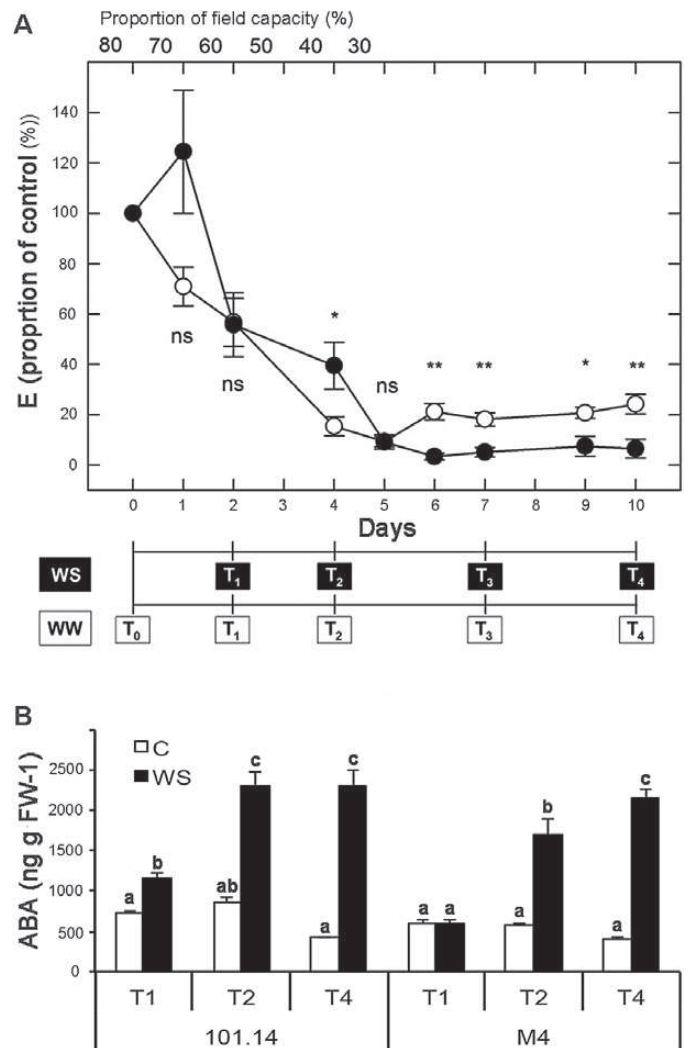 A
Proportion of field capacity (%)
80 70 60 50 40 30
E (proprtion of control (%))
140
120
100
80
60
40
20
0
ns
ns
*
ns
**
**
*
**
0 1 2 3 4 5 6 7 8 9 10
Days
WS T1 T2 T3 T4
WW T0 T1 T2 T3 T4
B
ABA (ng g FW-1)
2500
2000
1500
1000
500
0
C
WS
a b ab c a c a a a b a c
T1 T2 T4 T1 T2 T4
101.14 M4